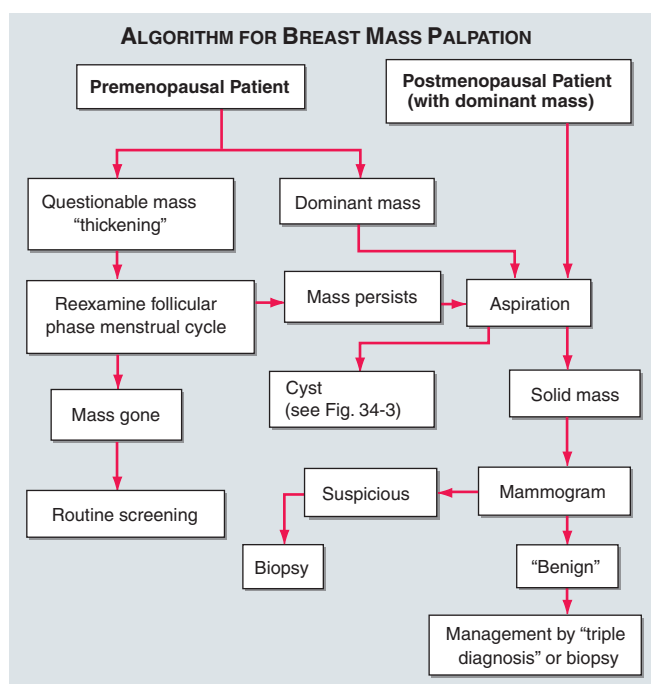 ALGORITHM FOR BREAST MASS PALPATION
Premenopausal Patient
Postmenopausal Patient
(with dominant mass)
Questionable mass
“thickening”
Dominant mass
Reexamine follicular
phase menstrual cycle
Mass persists
Aspiration
Mass gone
Cyst
(see Fig. 34-3)
Solid mass
Routine screening
Suspicious
Mammogram
Biopsy
“Benign”
Management by “triple
diagnosis” or biopsy